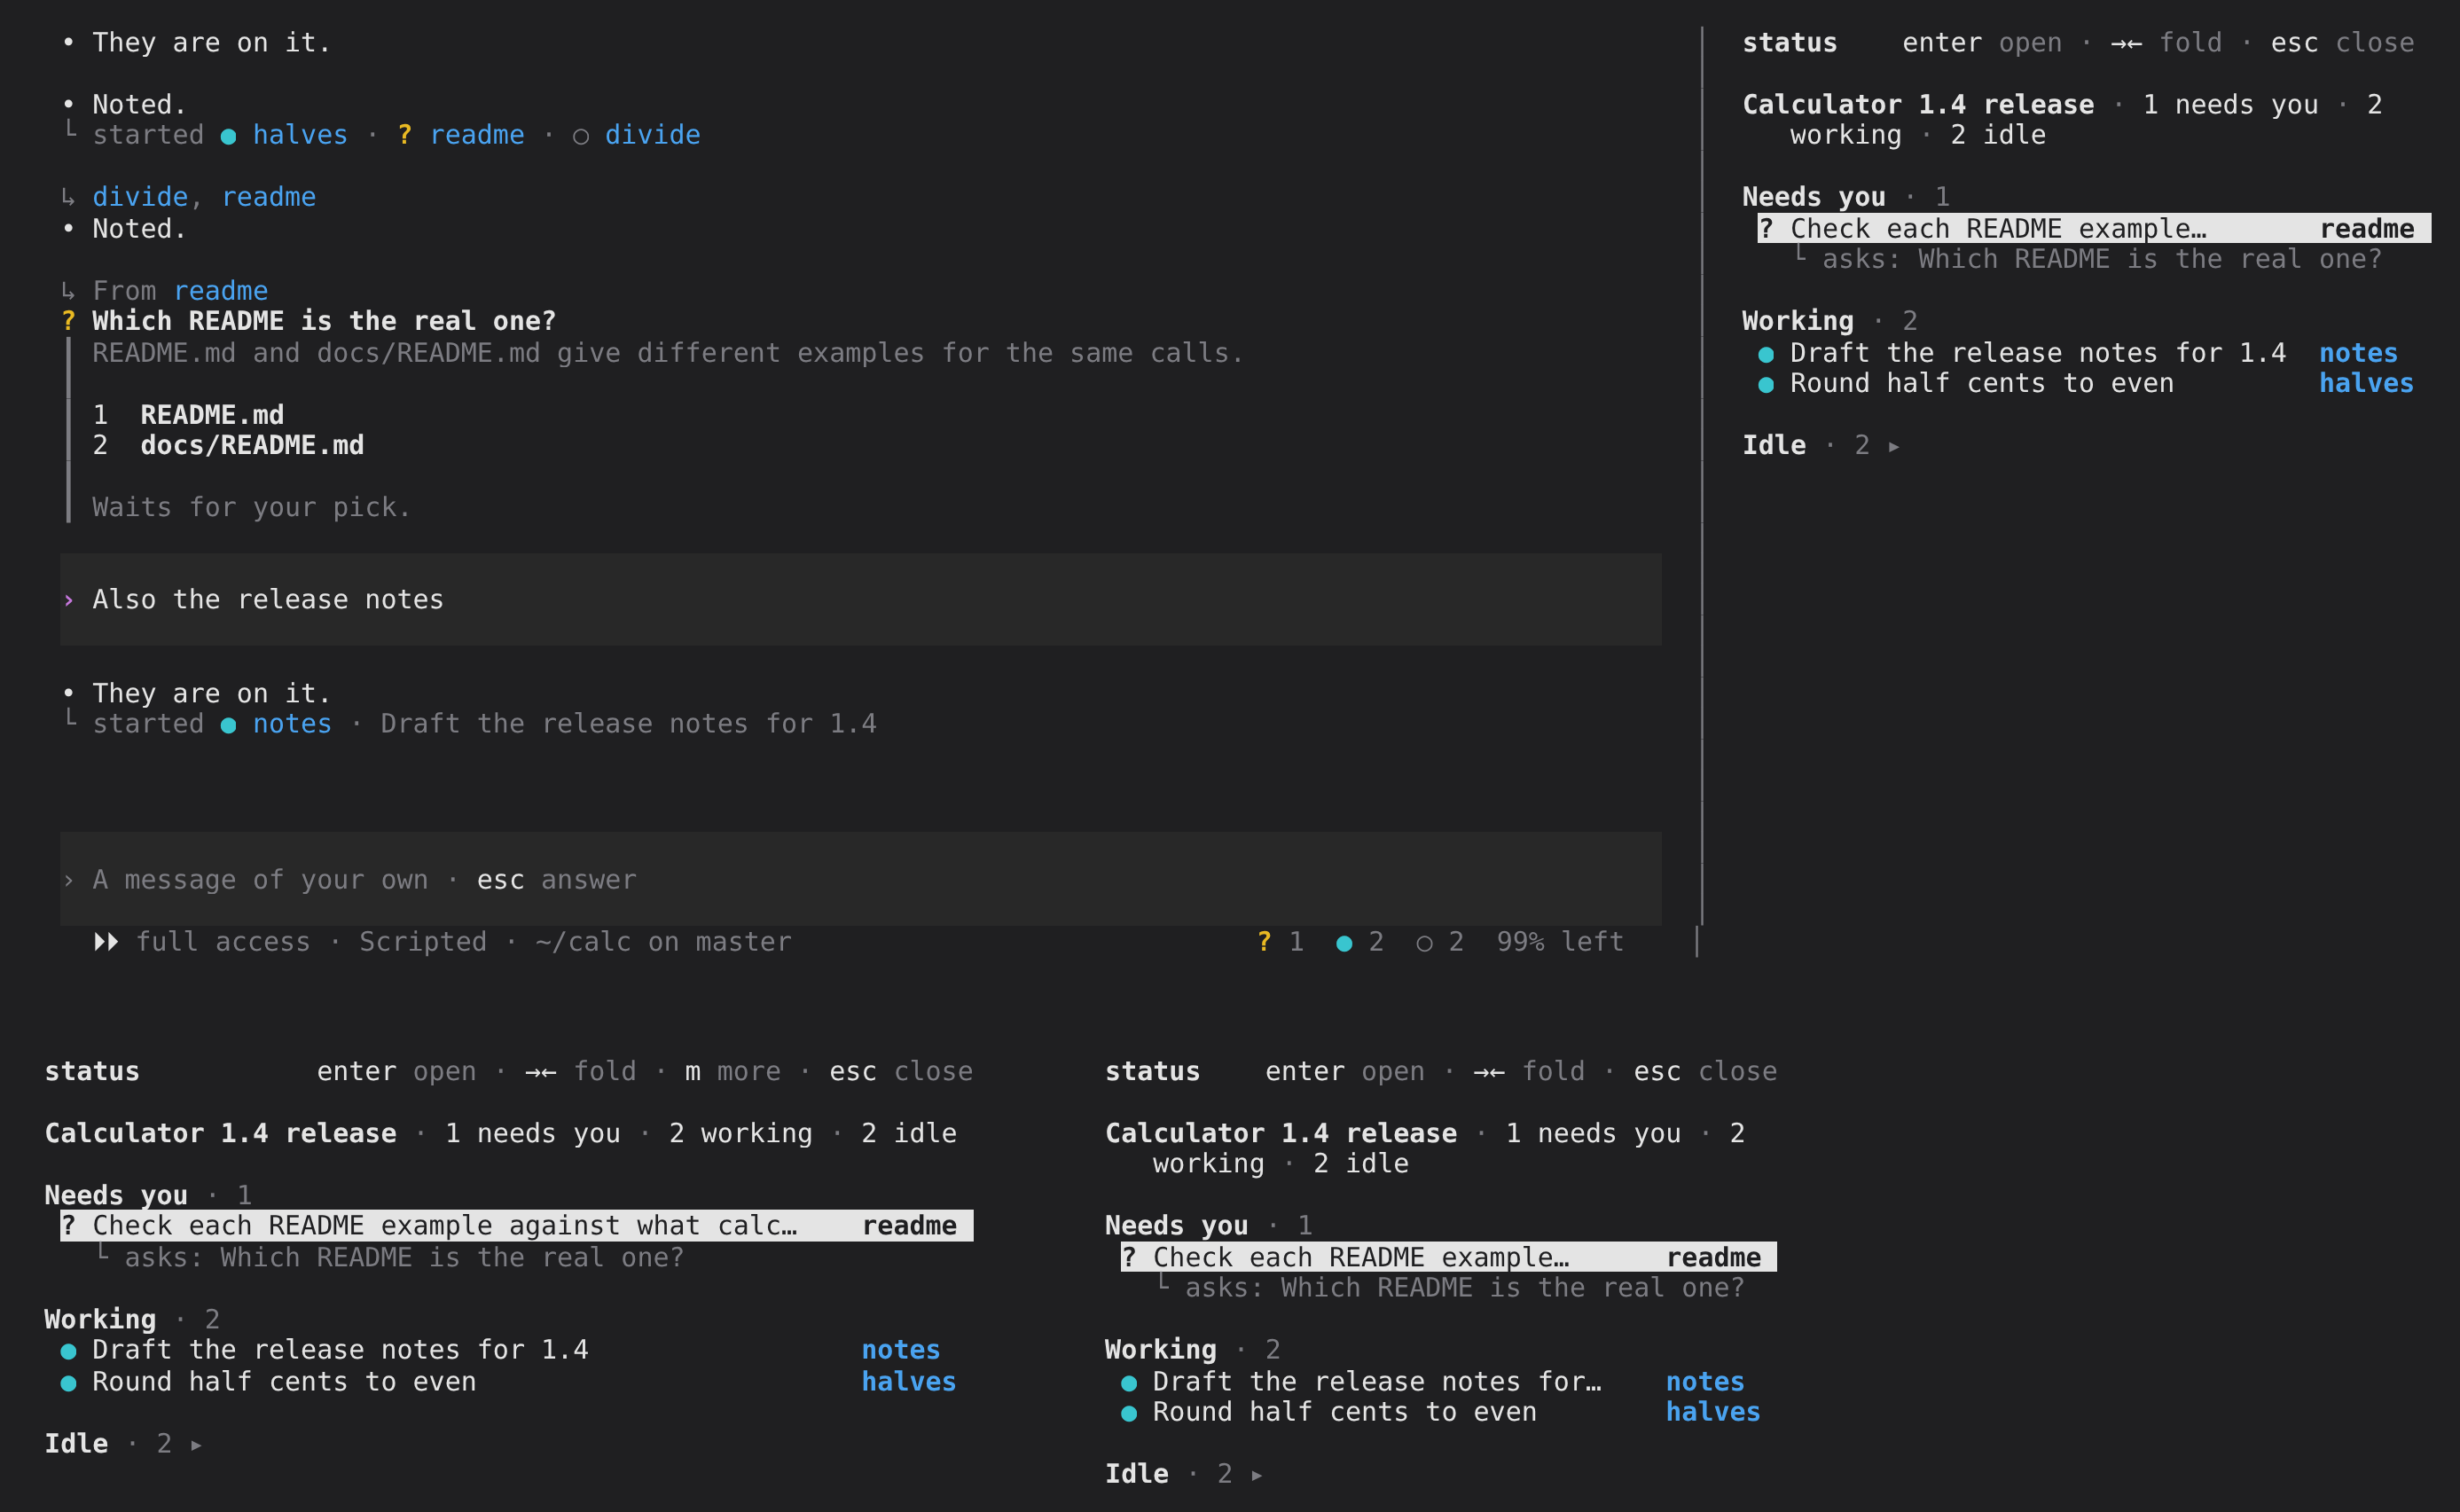 • They are on it.
• Noted.
└ started ● halves · ? readme · ○ divide
↳ divide, readme
• Noted.
↳ From readme
? Which README is the real one?
README.md and docs/README.md give different examples for the same calls.
1  README.md
2  docs/README.md
Waits for your pick.
› Also the release notes
• They are on it.
└ started ● notes · Draft the release notes for 1.4
› A message of your own · esc answer
⏵⏵ full access · Scripted · ~/calc on master    ? 1  ● 2  ○ 2  99% left
status    enter open · →← fold · esc close
Calculator 1.4 release · 1 needs you · 2
working · 2 idle
Needs you · 1
? Check each README example…    readme
└ asks: Which README is the real one?
Working · 2
● Draft the release notes for 1.4  notes
● Round half cents to even    halves
Idle · 2 ▸
status    enter open · →← fold · m more · esc close
Calculator 1.4 release · 1 needs you · 2 working · 2 idle
Needs you · 1
? Check each README example against what calc…    readme
└ asks: Which README is the real one?
Working · 2
● Draft the release notes for 1.4    notes
● Round half cents to even    halves
Idle · 2 ▸
status    enter open · →← fold · esc close
Calculator 1.4 release · 1 needs you · 2
working · 2 idle
Needs you · 1
? Check each README example…    readme
└ asks: Which README is the real one?
Working · 2
● Draft the release notes for…    notes
● Round half cents to even    halves
Idle · 2 ▸